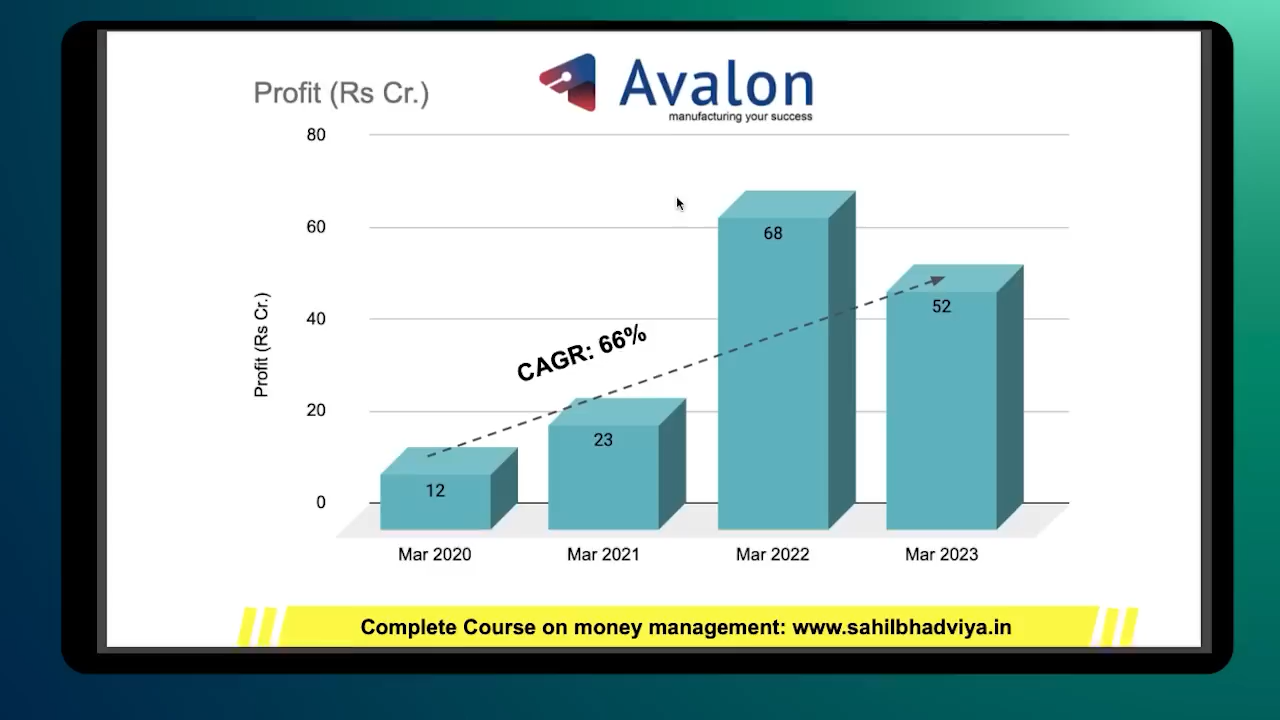 Profit (Rs Cr.)
Avalon
manufacturing your success
80
60
40
20
0
Profit (Rs Cr.)
CAGR: 66%
12
23
68
52
Mar 2020
Mar 2021
Mar 2022
Mar 2023
Complete Course on money management: www.sahilbhadviya.in